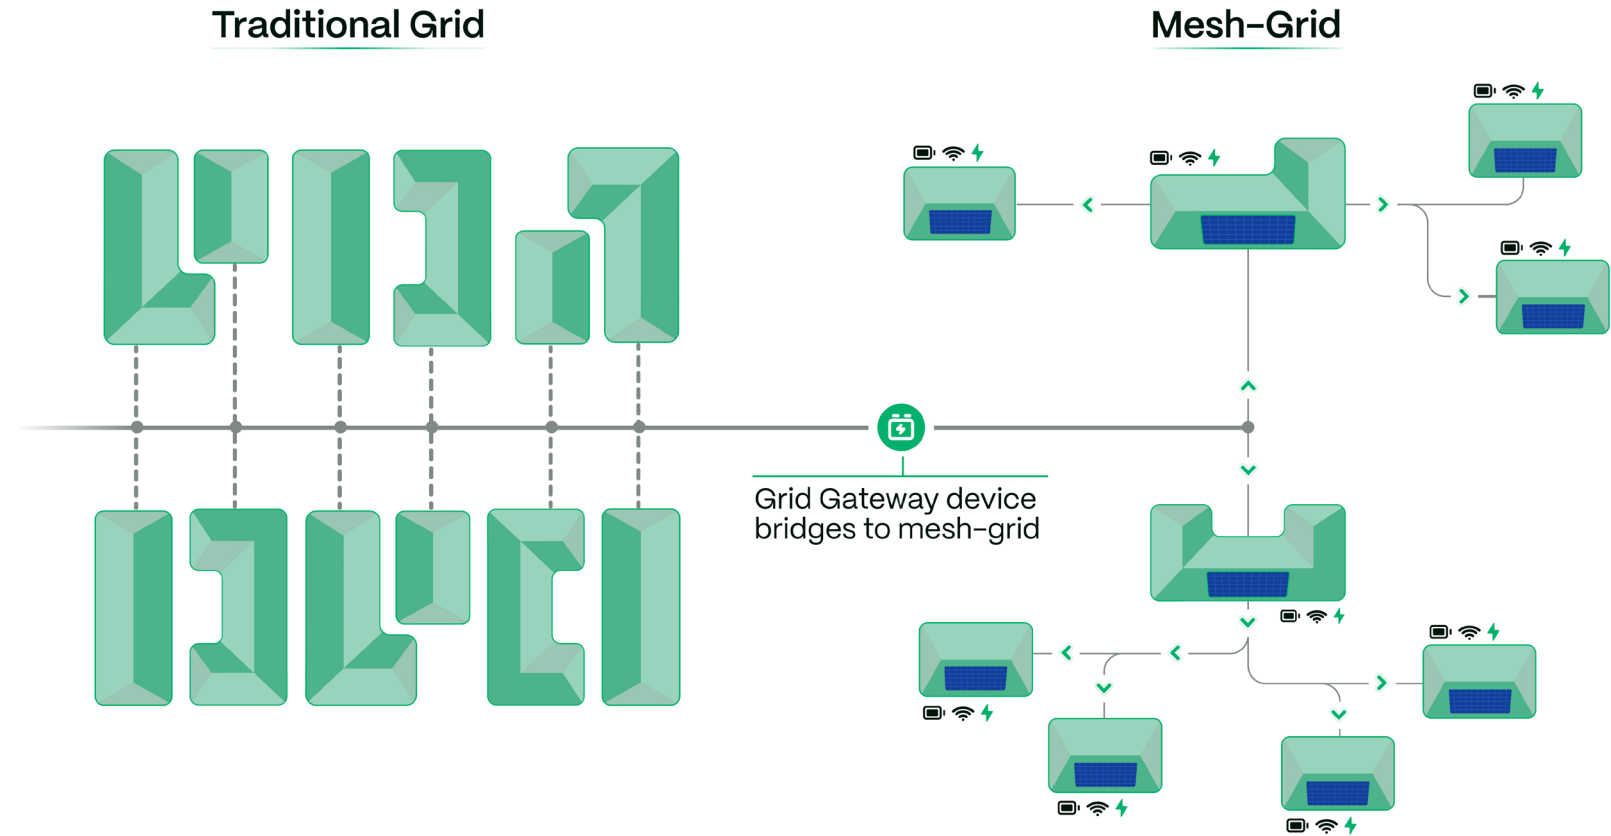 Traditional Grid
Mesh-Grid
Grid Gateway device
bridges to mesh-grid